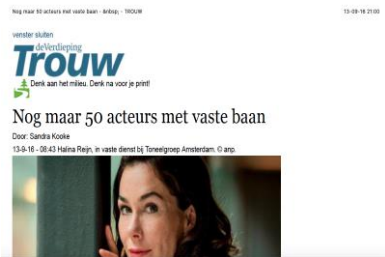 Nog maar 50 acteurs met vaste baan - &nbsp; - TROUW 13-09-16 21:00
venster sluiten
deVerdieping
Trouw
Denk aan het milieu. Denk na voor je print!
Nog maar 50 acteurs met vaste baan
Door: Sandra Kooke
13-9-16 - 08:43 Halina Reijn, in vaste dienst bij Toneelgroep Amsterdam. © anp.